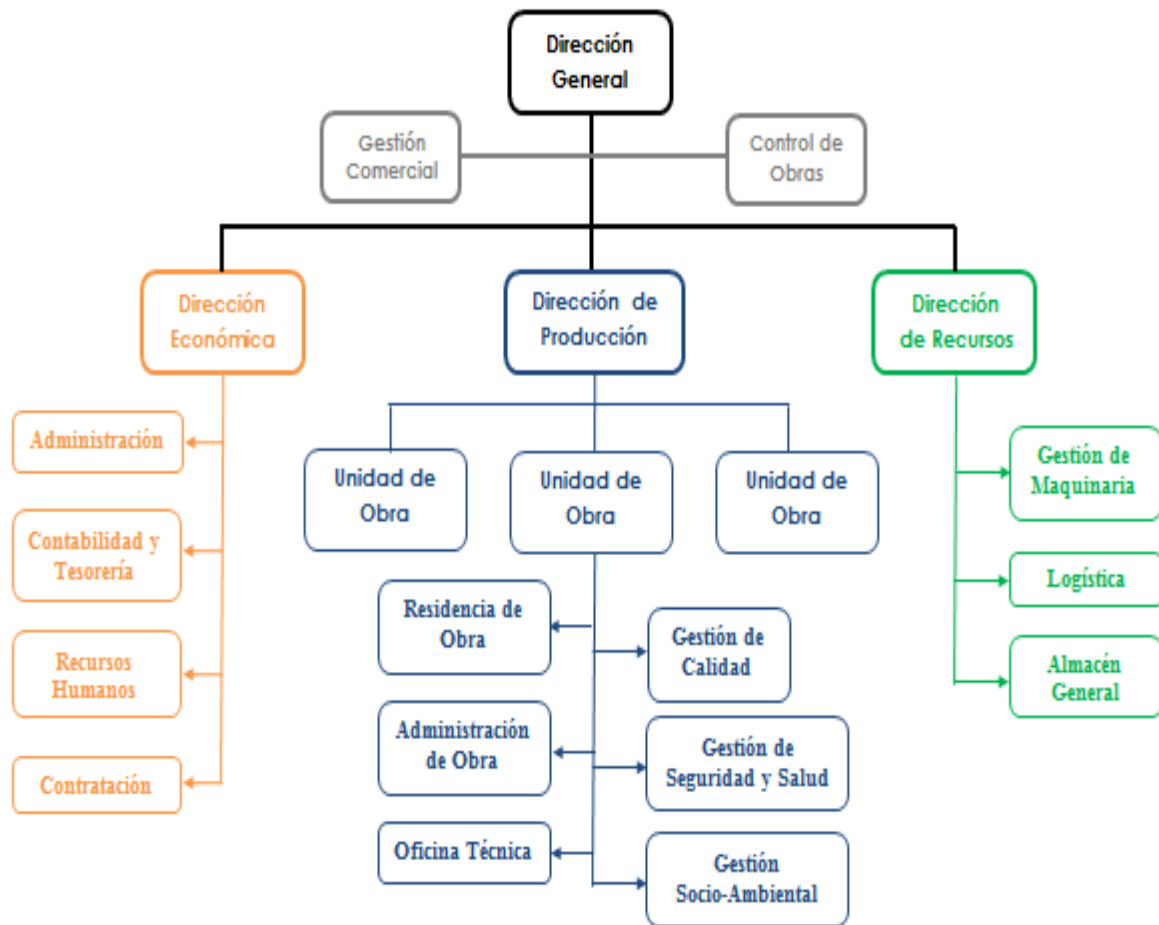 Dirección
General
Gestión
Comercial
Control de
Obras
Dirección
Económica
Dirección de
Producción
Dirección
de Recursos
Administración
Contabilidad y
Tesorería
Recursos
Humanos
Contratación
Unidad de
Obra
Unidad de
Obra
Unidad de
Obra
Residencia de
Obra
Administración
de Obra
Oficina Técnica
Gestión de
Calidad
Gestión de
Seguridad y Salud
Gestión
Socio-Ambiental
Gestión de
Maquinaria
Logística
Almacén
General